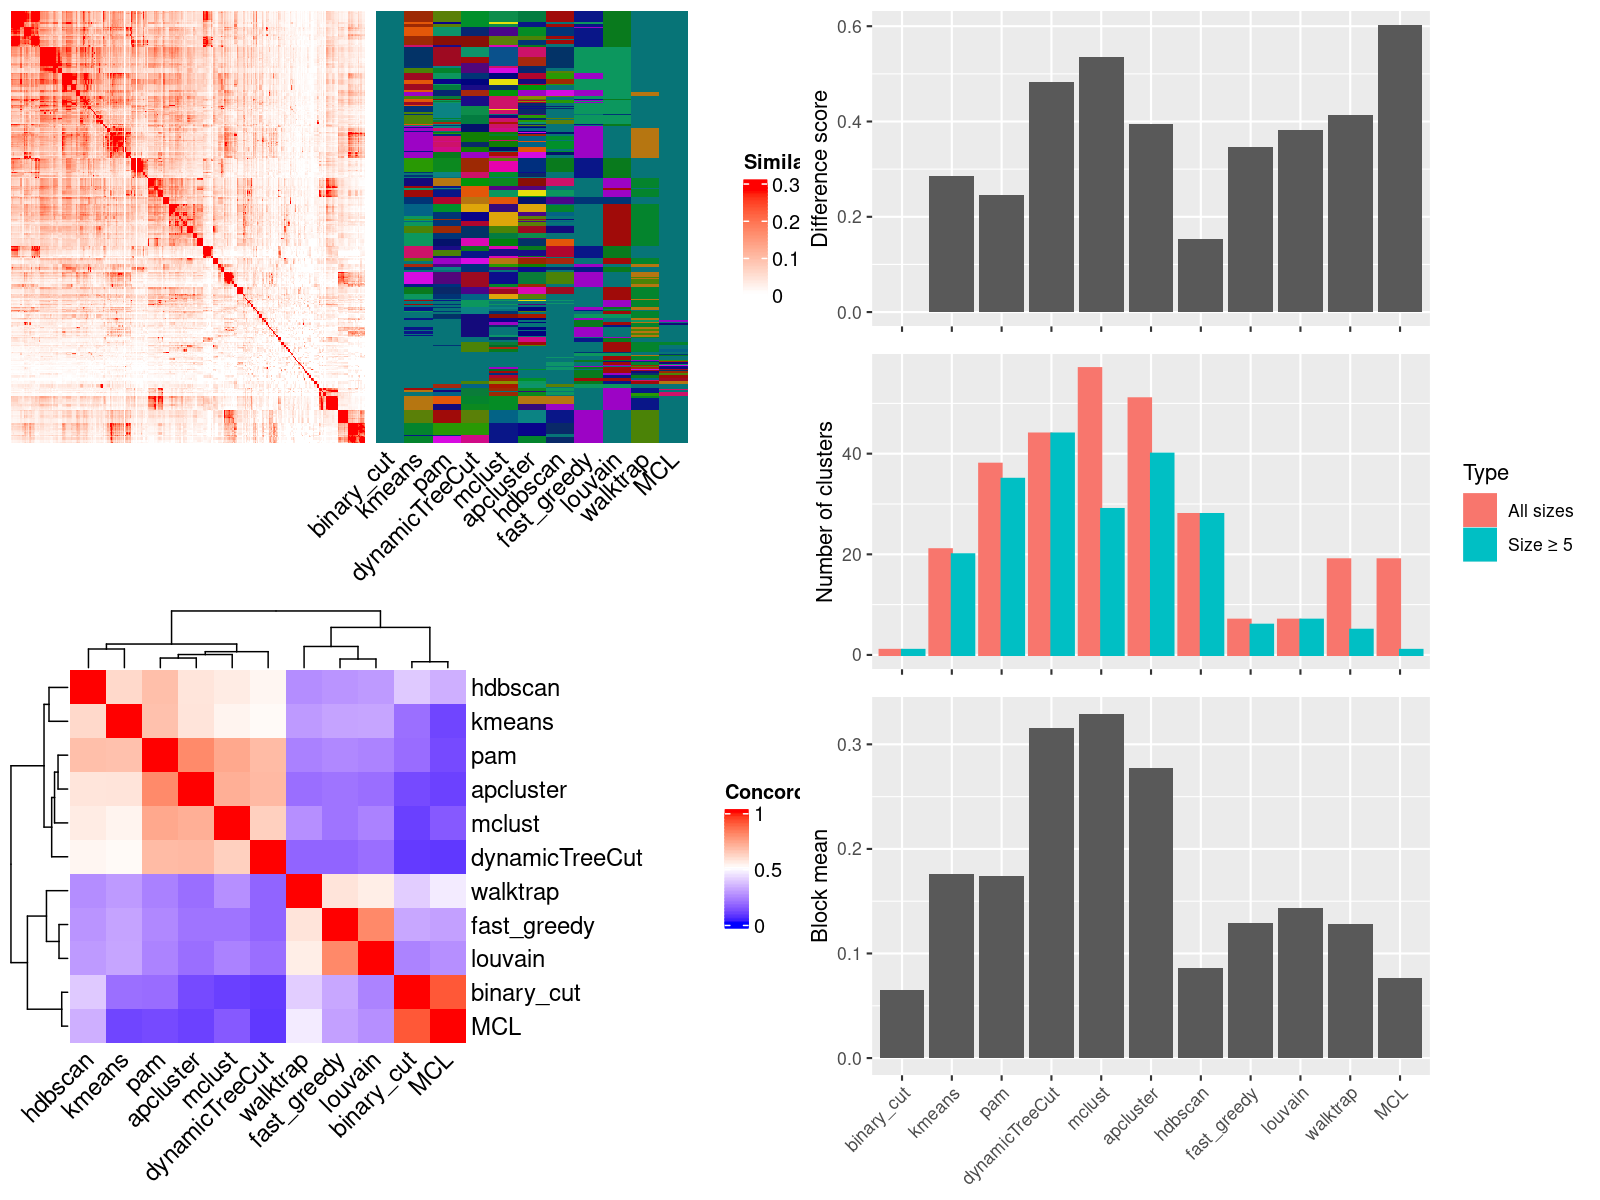 Simila
0.3
0.2
0.1
0
binary_cut
kmeans
pam
dynamicTreeCut
mclust
apcluster
hdbscan
fast_greedy
louvain
walktrap
MCL
hdbscan
kmeans
pam
apcluster
mclust
dynamicTreeCut
walktrap
fast_greedy
louvain
binary_cut
MCL
hdbscan
kmeans
pam
apcluster
mclust
dynamicTreeCut
walktrap
fast_greedy
louvain
binary_cut
MCL
Concord
1
0.5
0
Difference score
0.6
0.4
0.2
0.0
Number of clusters
40
20
0
Type
All sizes
Size ≥ 5
Block mean
0.3
0.2
0.1
0.0
binary_cut
kmeans
pam
dynamicTreeCut
mclust
apcluster
hdbscan
fast_greedy
louvain
walktrap
MCL